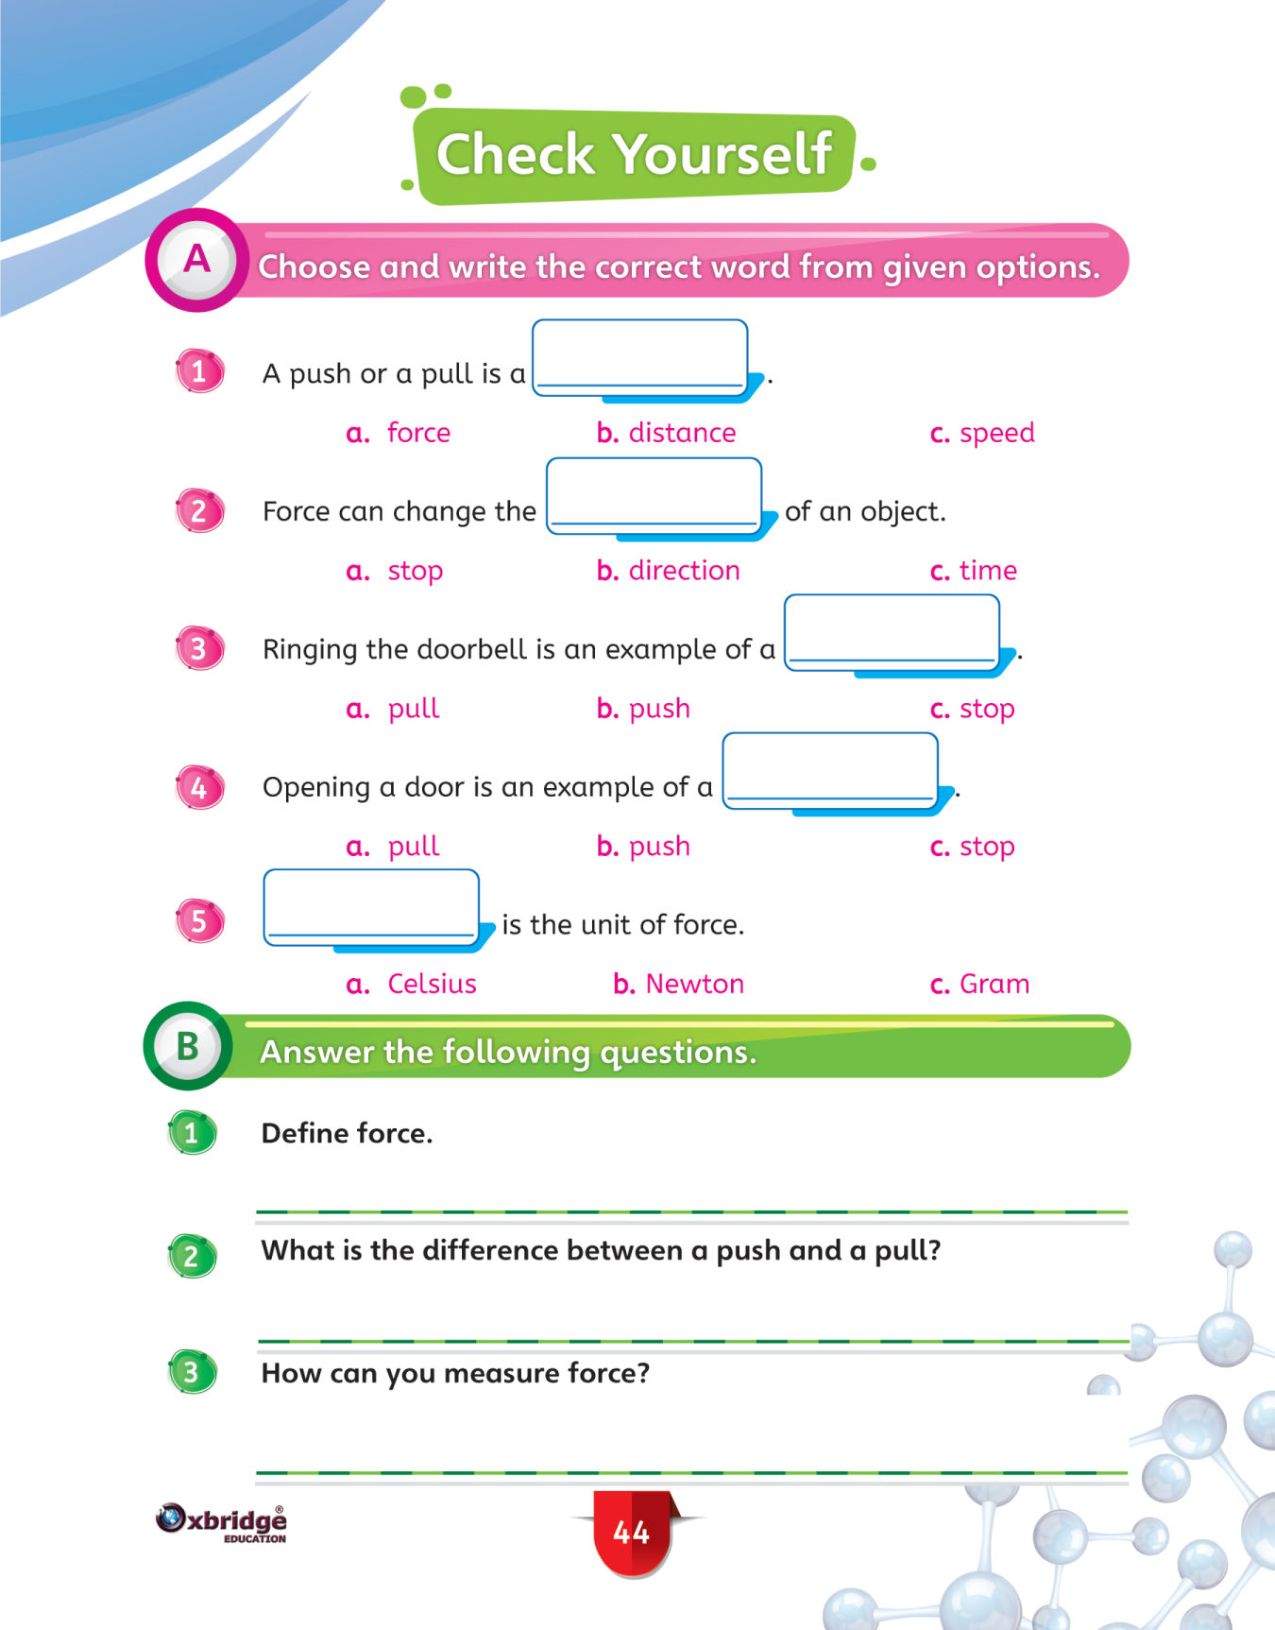 Check Yourself
A
Choose and write the correct word from given options.
1 A push or a pull is a .
a. force b. distance c. speed
2 Force can change the of an object.
a. stop b. direction c. time
3 Ringing the doorbell is an example of a .
a. pull b. push c. stop
4 Opening a door is an example of a .
a. pull b. push c. stop
5 is the unit of force.
a. Celsius b. Newton c. Gram
B
Answer the following questions.
1 Define force.
2 What is the difference between a push and a pull?
3 How can you measure force?
Oxbridge®
EDUCATION
44